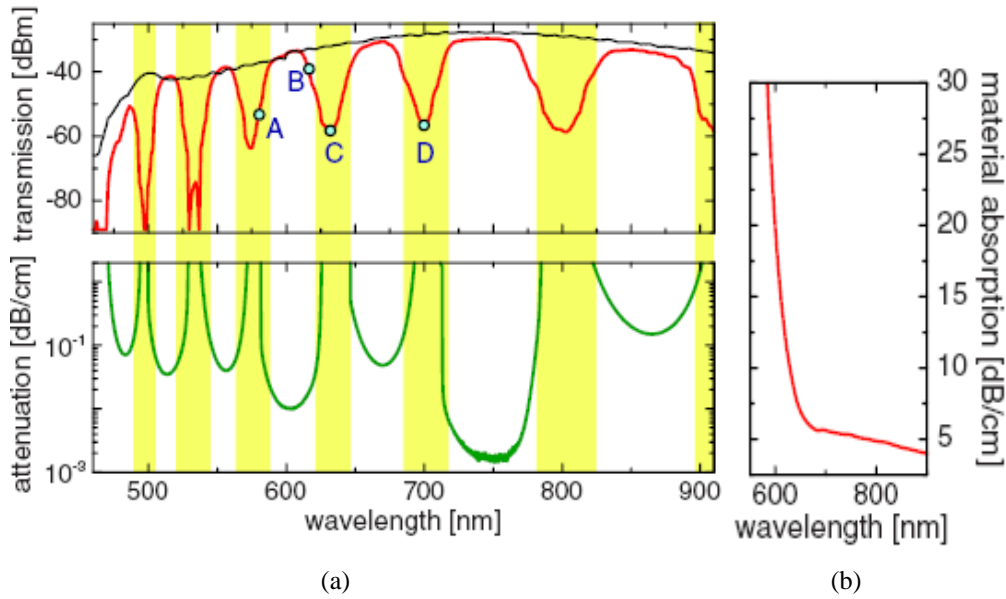 transmission [dBm]
-40
-60
-80
A
B
C
D
attenuation [dB/cm]
10-1
10-3
500
600
700
800
900
wavelength [nm]
(a)
30
25
20
15
10
5
material absorption [dB/cm]
600
800
wavelength [nm]
(b)